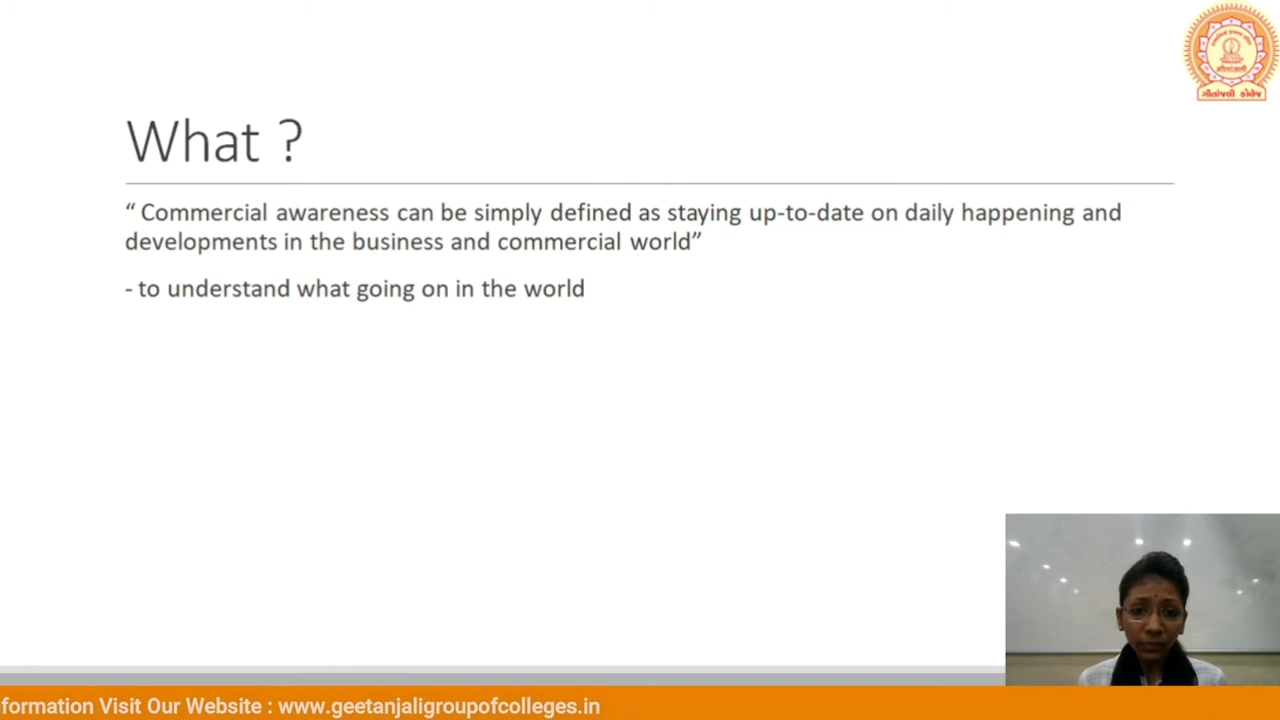 What ?
“ Commercial awareness can be simply defined as staying up-to-date on daily happening and
developments in the business and commercial world”
- to understand what going on in the world
ગીતાંજલી કોલેજ
formation Visit Our Website : www.geetanjaligroupofcolleges.in